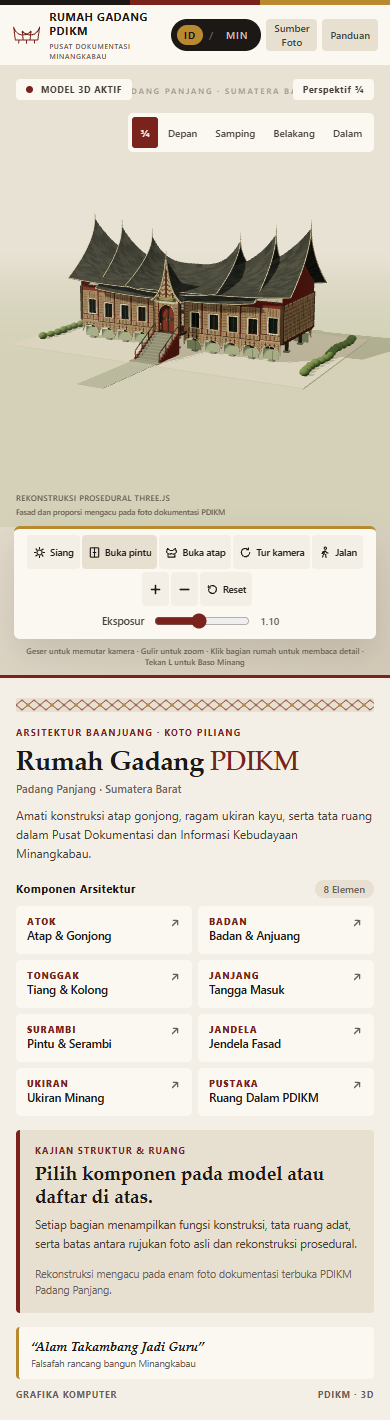 RUMAH GADANG
PDIKM
PUSAT DOKUMENTASI
MINANGKABAU
ID / MIN
Sumber
Foto
Panduan
MODEL 3D AKTIF
PANJANG · SUMATERA
Perspektif ¾
¾ Depan Samping Belakang Dalam
REKONSTRUKSI PROSEDURAL THREE.JS
Fasad dan proporsi mengacu pada foto dokumentasi PDIKM
Siang Buka pintu Buka atap Tur kamera Jalan
+ − Reset
Eksposur 1.10
Geser untuk memutar kamera · Gulir untuk zoom · Klik bagian rumah untuk membaca detail ·
Tekan L untuk Baso Minang
ARSITEKTUR BAANJUANG · KOTO PILIANG
Rumah Gadang PDIKM
Padang Panjang · Sumatera Barat
Amati konstruksi atap gonjong, ragam ukiran kayu, serta tata ruang
dalam Pusat Dokumentasi dan Informasi Kebudayaan
Minangkabau.
Komponen Arsitektur
8 Elemen
ATOK
Atap & Gonjong
BADAN
Badan & Anjuang
TONGGAK
Tiang & Kolong
JANJANG
Tangga Masuk
SURAMBI
Pintu & Serambi
JANDELA
Jendela Fasad
UKIRAN
Ukiran Minang
PUSTAKA
Ruang Dalam PDIKM
KAJIAN STRUKTUR & RUANG
Pilih komponen pada model atau
daftar di atas.
Setiap bagian menampilkan fungsi konstruksi, tata ruang adat,
serta batas antara rujukan foto asli dan rekonstruksi prosedural.
Rekonstruksi mengacu pada enam foto dokumentasi terbuka PDIKM
Padang Panjang.
“Alam Takambang Jadi Guru”
Falsafah rancang bangun Minangkabau
GRAFIKA KOMPUTER
PDIKM · 3D